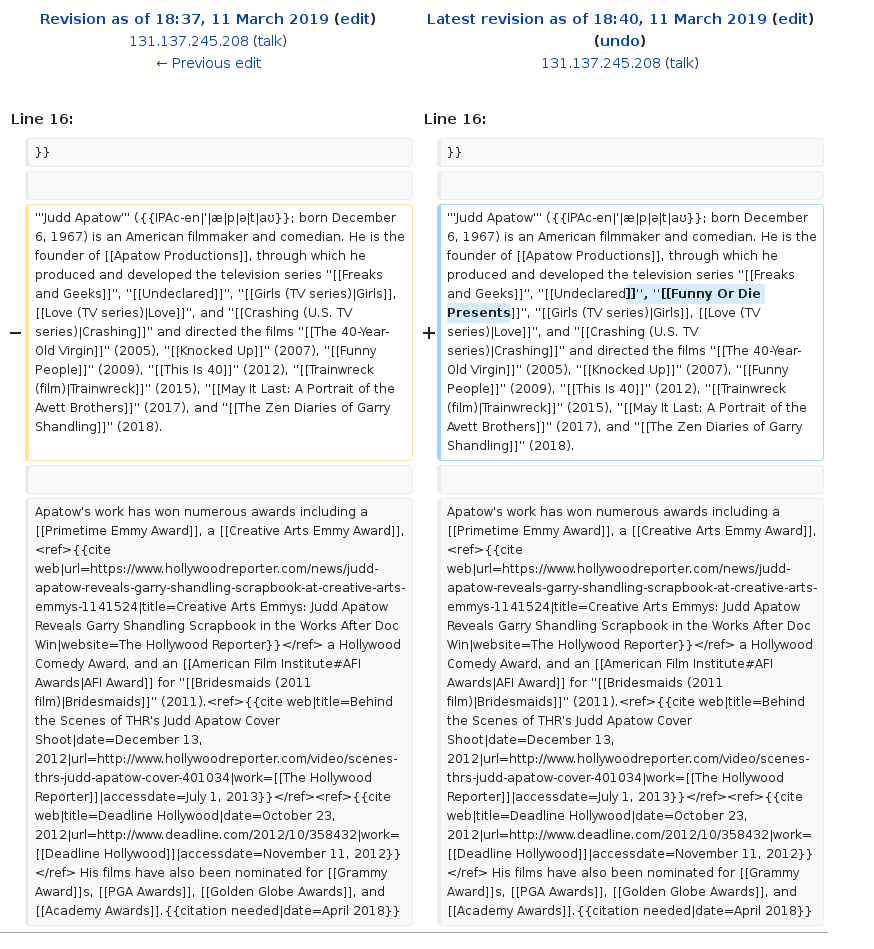 Revision as of 18:37, 11 March 2019 (edit)
131.137.245.208 (talk)
← Previous edit
Latest revision as of 18:40, 11 March 2019 (edit)
(undo)
131.137.245.208 (talk)
Line 16:
Line 16:
}}
}}
−
'''Judd Apatow''' ({{IPAc-en|'|æ|p|ə|t|aʊ}}; born December
6, 1967) is an American filmmaker and comedian. He is the
founder of [[Apatow Productions]], through which he
produced and developed the television series ''[[Freaks
and Geeks]]'', ''[[Undeclared]]'', ''[[Girls (TV series)|Girls]],
[[Love (TV series)|Love]]'', and ''[[Crashing (U.S. TV
series)|Crashing]]'' and directed the films ''[[The 40-Year-
Old Virgin]]'' (2005), ''[[Knocked Up]]'' (2007), ''[[Funny
People]]'' (2009), ''[[This Is 40]]'' (2012), ''[[Trainwreck
(film)|Trainwreck]]'' (2015), ''[[May It Last: A Portrait of the
Avett Brothers]]'' (2017), and ''[[The Zen Diaries of Garry
Shandling]]'' (2018).
+
'''Judd Apatow''' ({{IPAc-en|'|æ|p|ə|t|aʊ}}; born December
6, 1967) is an American filmmaker and comedian. He is the
founder of [[Apatow Productions]], through which he
produced and developed the television series ''[[Freaks
and Geeks]]'', ''[[Undeclared]]'', ''[[Funny Or Die
Presents]]'', ''[[Girls (TV series)|Girls]], [[Love (TV
series)|Love]]'', and ''[[Crashing (U.S. TV
series)|Crashing]]'' and directed the films ''[[The 40-Year-
Old Virgin]]'' (2005), ''[[Knocked Up]]'' (2007), ''[[Funny
People]]'' (2009), ''[[This Is 40]]'' (2012), ''[[Trainwreck
(film)|Trainwreck]]'' (2015), ''[[May It Last: A Portrait of the
Avett Brothers]]'' (2017), and ''[[The Zen Diaries of Garry
Shandling]]'' (2018).
Apatow's work has won numerous awards including a
[[Primetime Emmy Award]], a [[Creative Arts Emmy Award]],
<ref>{{cite
web|url=https://www.hollywoodreporter.com/news/judd-
apatow-reveals-garry-shandling-scrapbook-at-creative-arts-
emmys-1141524|title=Creative Arts Emmys: Judd Apatow
Reveals Garry Shandling Scrapbook in the Works After Doc
Win|website=The Hollywood Reporter}}</ref> a Hollywood
Comedy Award, and an [[American Film Institute#AFI
Awards|AFI Award]] for ''[[Bridesmaids (2011
film)|Bridesmaids]]'' (2011).<ref>{{cite web|title=Behind
the Scenes of THR's Judd Apatow Cover
Shoot|date=December 13,
2012|url=http://www.hollywoodreporter.com/video/scenes-
thrs-judd-apatow-cover-401034|work=[[The Hollywood
Reporter]]|accessdate=July 1, 2013}}</ref><ref>{{cite
web|title=Deadline Hollywood|date=October 23,
2012|url=http://www.deadline.com/2012/10/358432|work=
[[Deadline Hollywood]]|accessdate=November 11, 2012}}
</ref> His films have also been nominated for [[Grammy
Award]]s, [[PGA Awards]], [[Golden Globe Awards]], and
[[Academy Awards]].{{citation needed|date=April 2018}}
Apatow's work has won numerous awards including a
[[Primetime Emmy Award]], a [[Creative Arts Emmy Award]],
<ref>{{cite
web|url=https://www.hollywoodreporter.com/news/judd-
apatow-reveals-garry-shandling-scrapbook-at-creative-arts-
emmys-1141524|title=Creative Arts Emmys: Judd Apatow
Reveals Garry Shandling Scrapbook in the Works After Doc
Win|website=The Hollywood Reporter}}</ref> a Hollywood
Comedy Award, and an [[American Film Institute#AFI
Awards|AFI Award]] for ''[[Bridesmaids (2011
film)|Bridesmaids]]'' (2011).<ref>{{cite web|title=Behind
the Scenes of THR's Judd Apatow Cover
Shoot|date=December 13,
2012|url=http://www.hollywoodreporter.com/video/scenes-
thrs-judd-apatow-cover-401034|work=[[The Hollywood
Reporter]]|accessdate=July 1, 2013}}</ref><ref>{{cite
web|title=Deadline Hollywood|date=October 23,
2012|url=http://www.deadline.com/2012/10/358432|work=
[[Deadline Hollywood]]|accessdate=November 11, 2012}}
</ref> His films have also been nominated for [[Grammy
Award]]s, [[PGA Awards]], [[Golden Globe Awards]], and
[[Academy Awards]].{{citation needed|date=April 2018}}